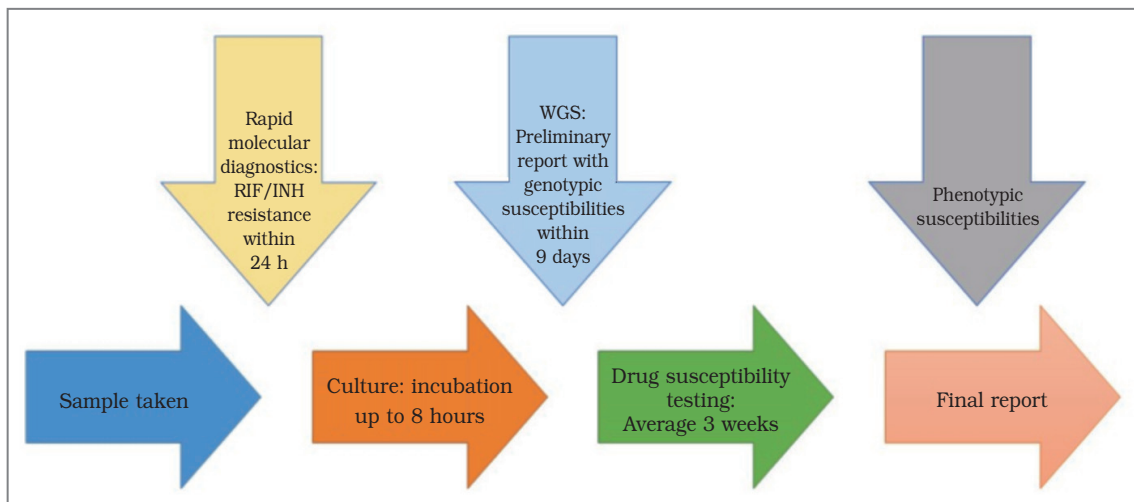 Rapid
molecular
diagnostics:
RIF/INH
resistance
within
24 h
WGS:
Preliminary
report with
genotypic
susceptibilities
within
9 days
Phenotypic
susceptibilities
Sample taken
Culture: incubation
up to 8 hours
Drug susceptibility
testing:
Average 3 weeks
Final report